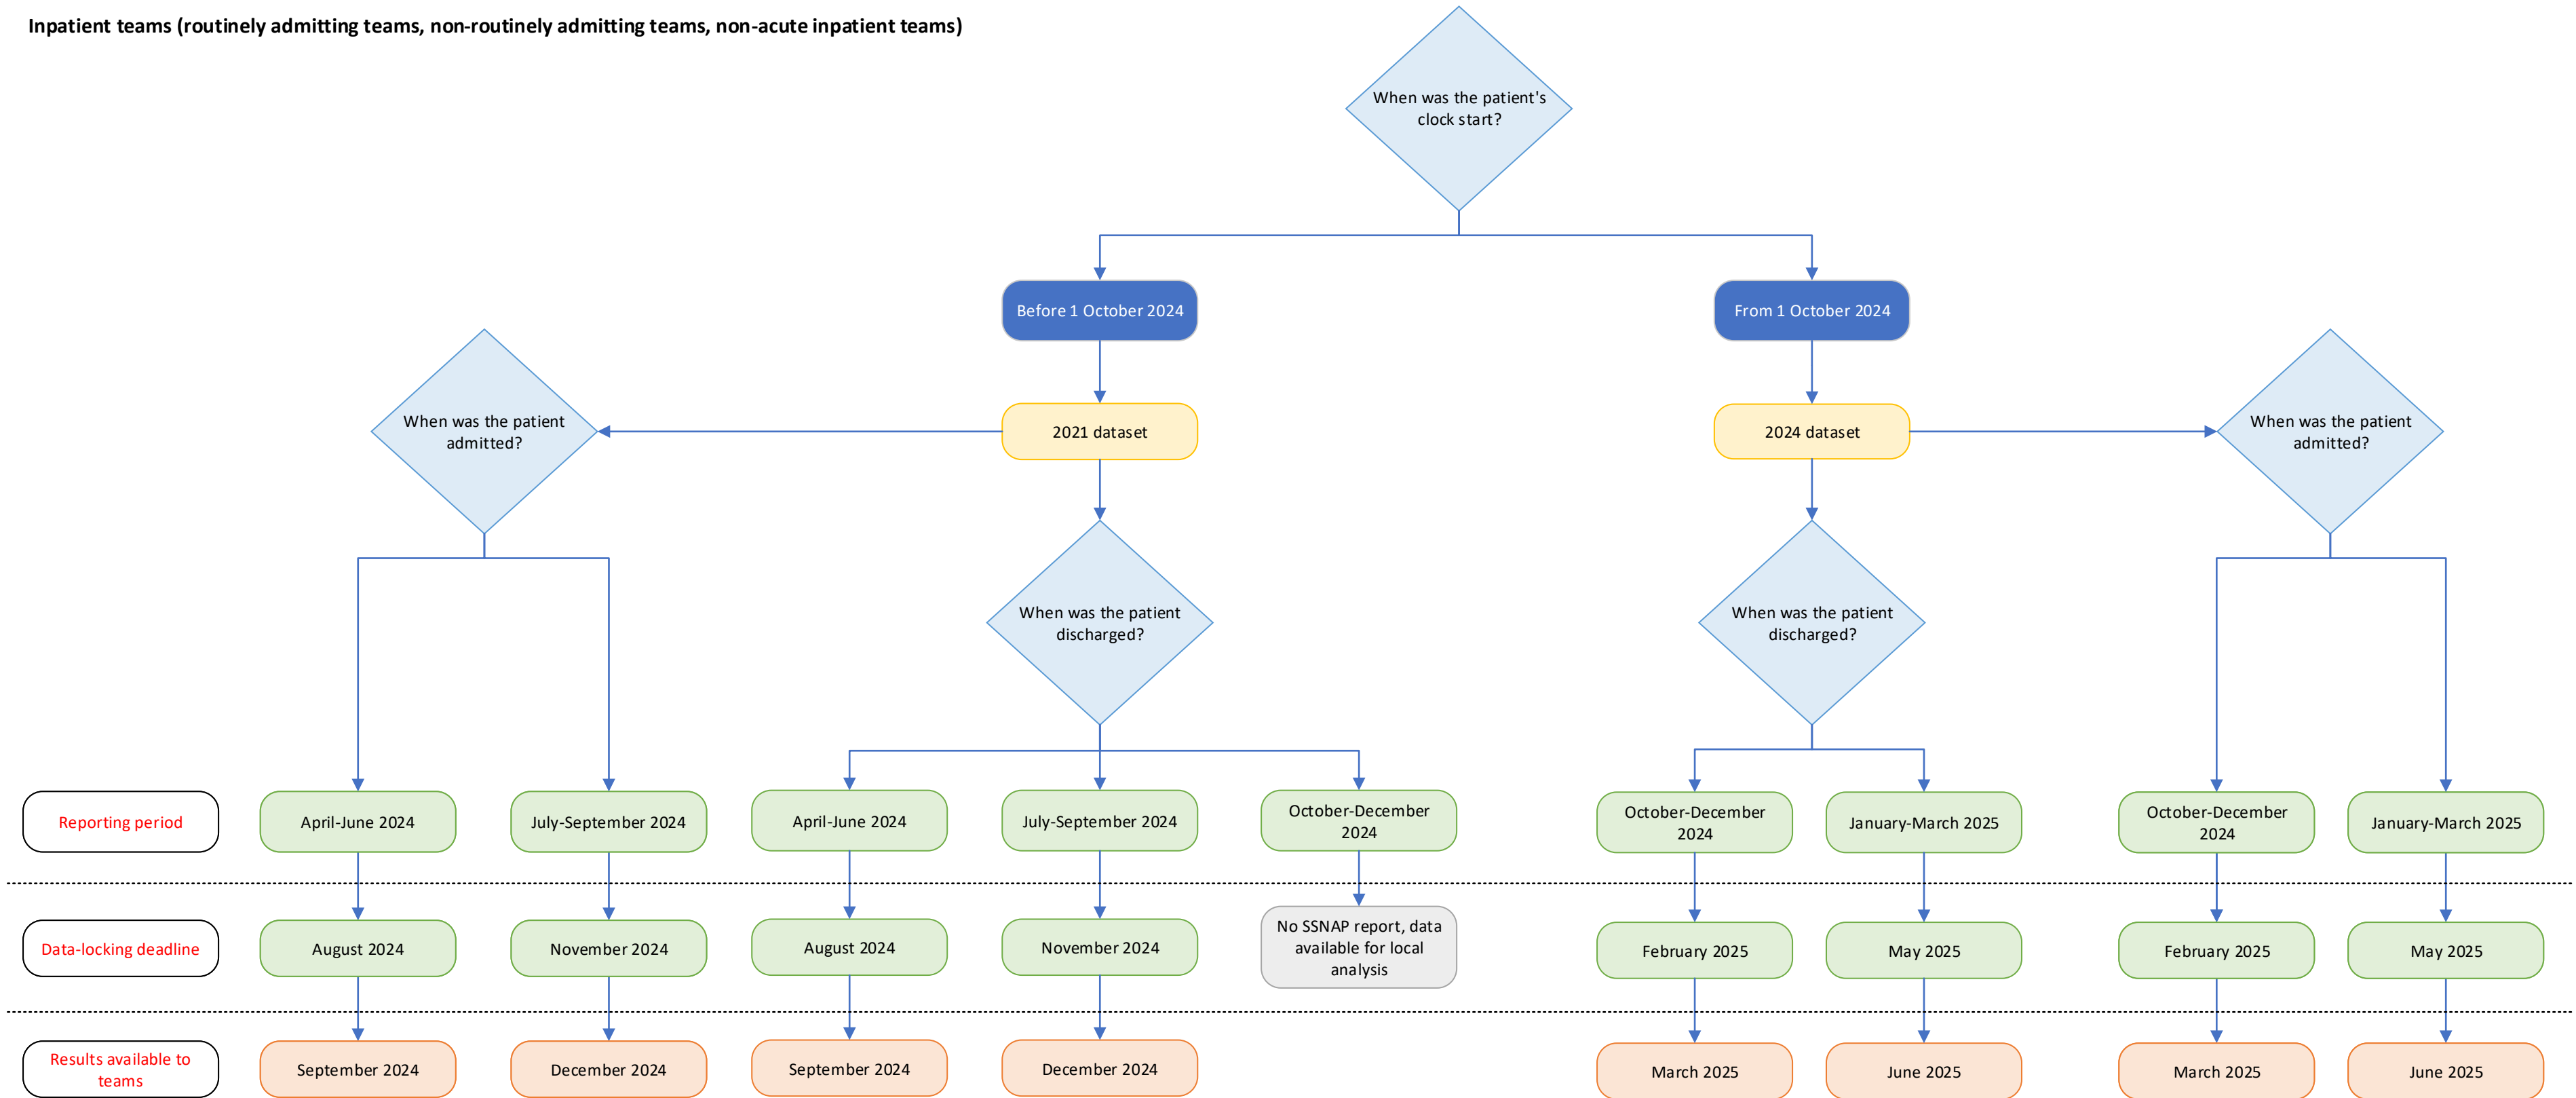 Inpatient teams (routinely admitting teams, non-routinely admitting teams, non-acute inpatient teams)
When was the patient's
clock start?
Before 1 October 2024
From 1 October 2024
When was the patient
admitted?
2021 dataset
2024 dataset
When was the patient
admitted?
When was the patient
discharged?
When was the patient
discharged?
Reporting period
April-June 2024
July-September 2024
April-June 2024
July-September 2024
October-December
2024
October-December
2024
January-March 2025
October-December
2024
January-March 2025
Data-locking deadline
August 2024
November 2024
August 2024
November 2024
No SSNAP report, data
available for local
analysis
February 2025
May 2025
February 2025
May 2025
Results available to
teams
September 2024
December 2024
September 2024
December 2024
March 2025
June 2025
March 2025
June 2025